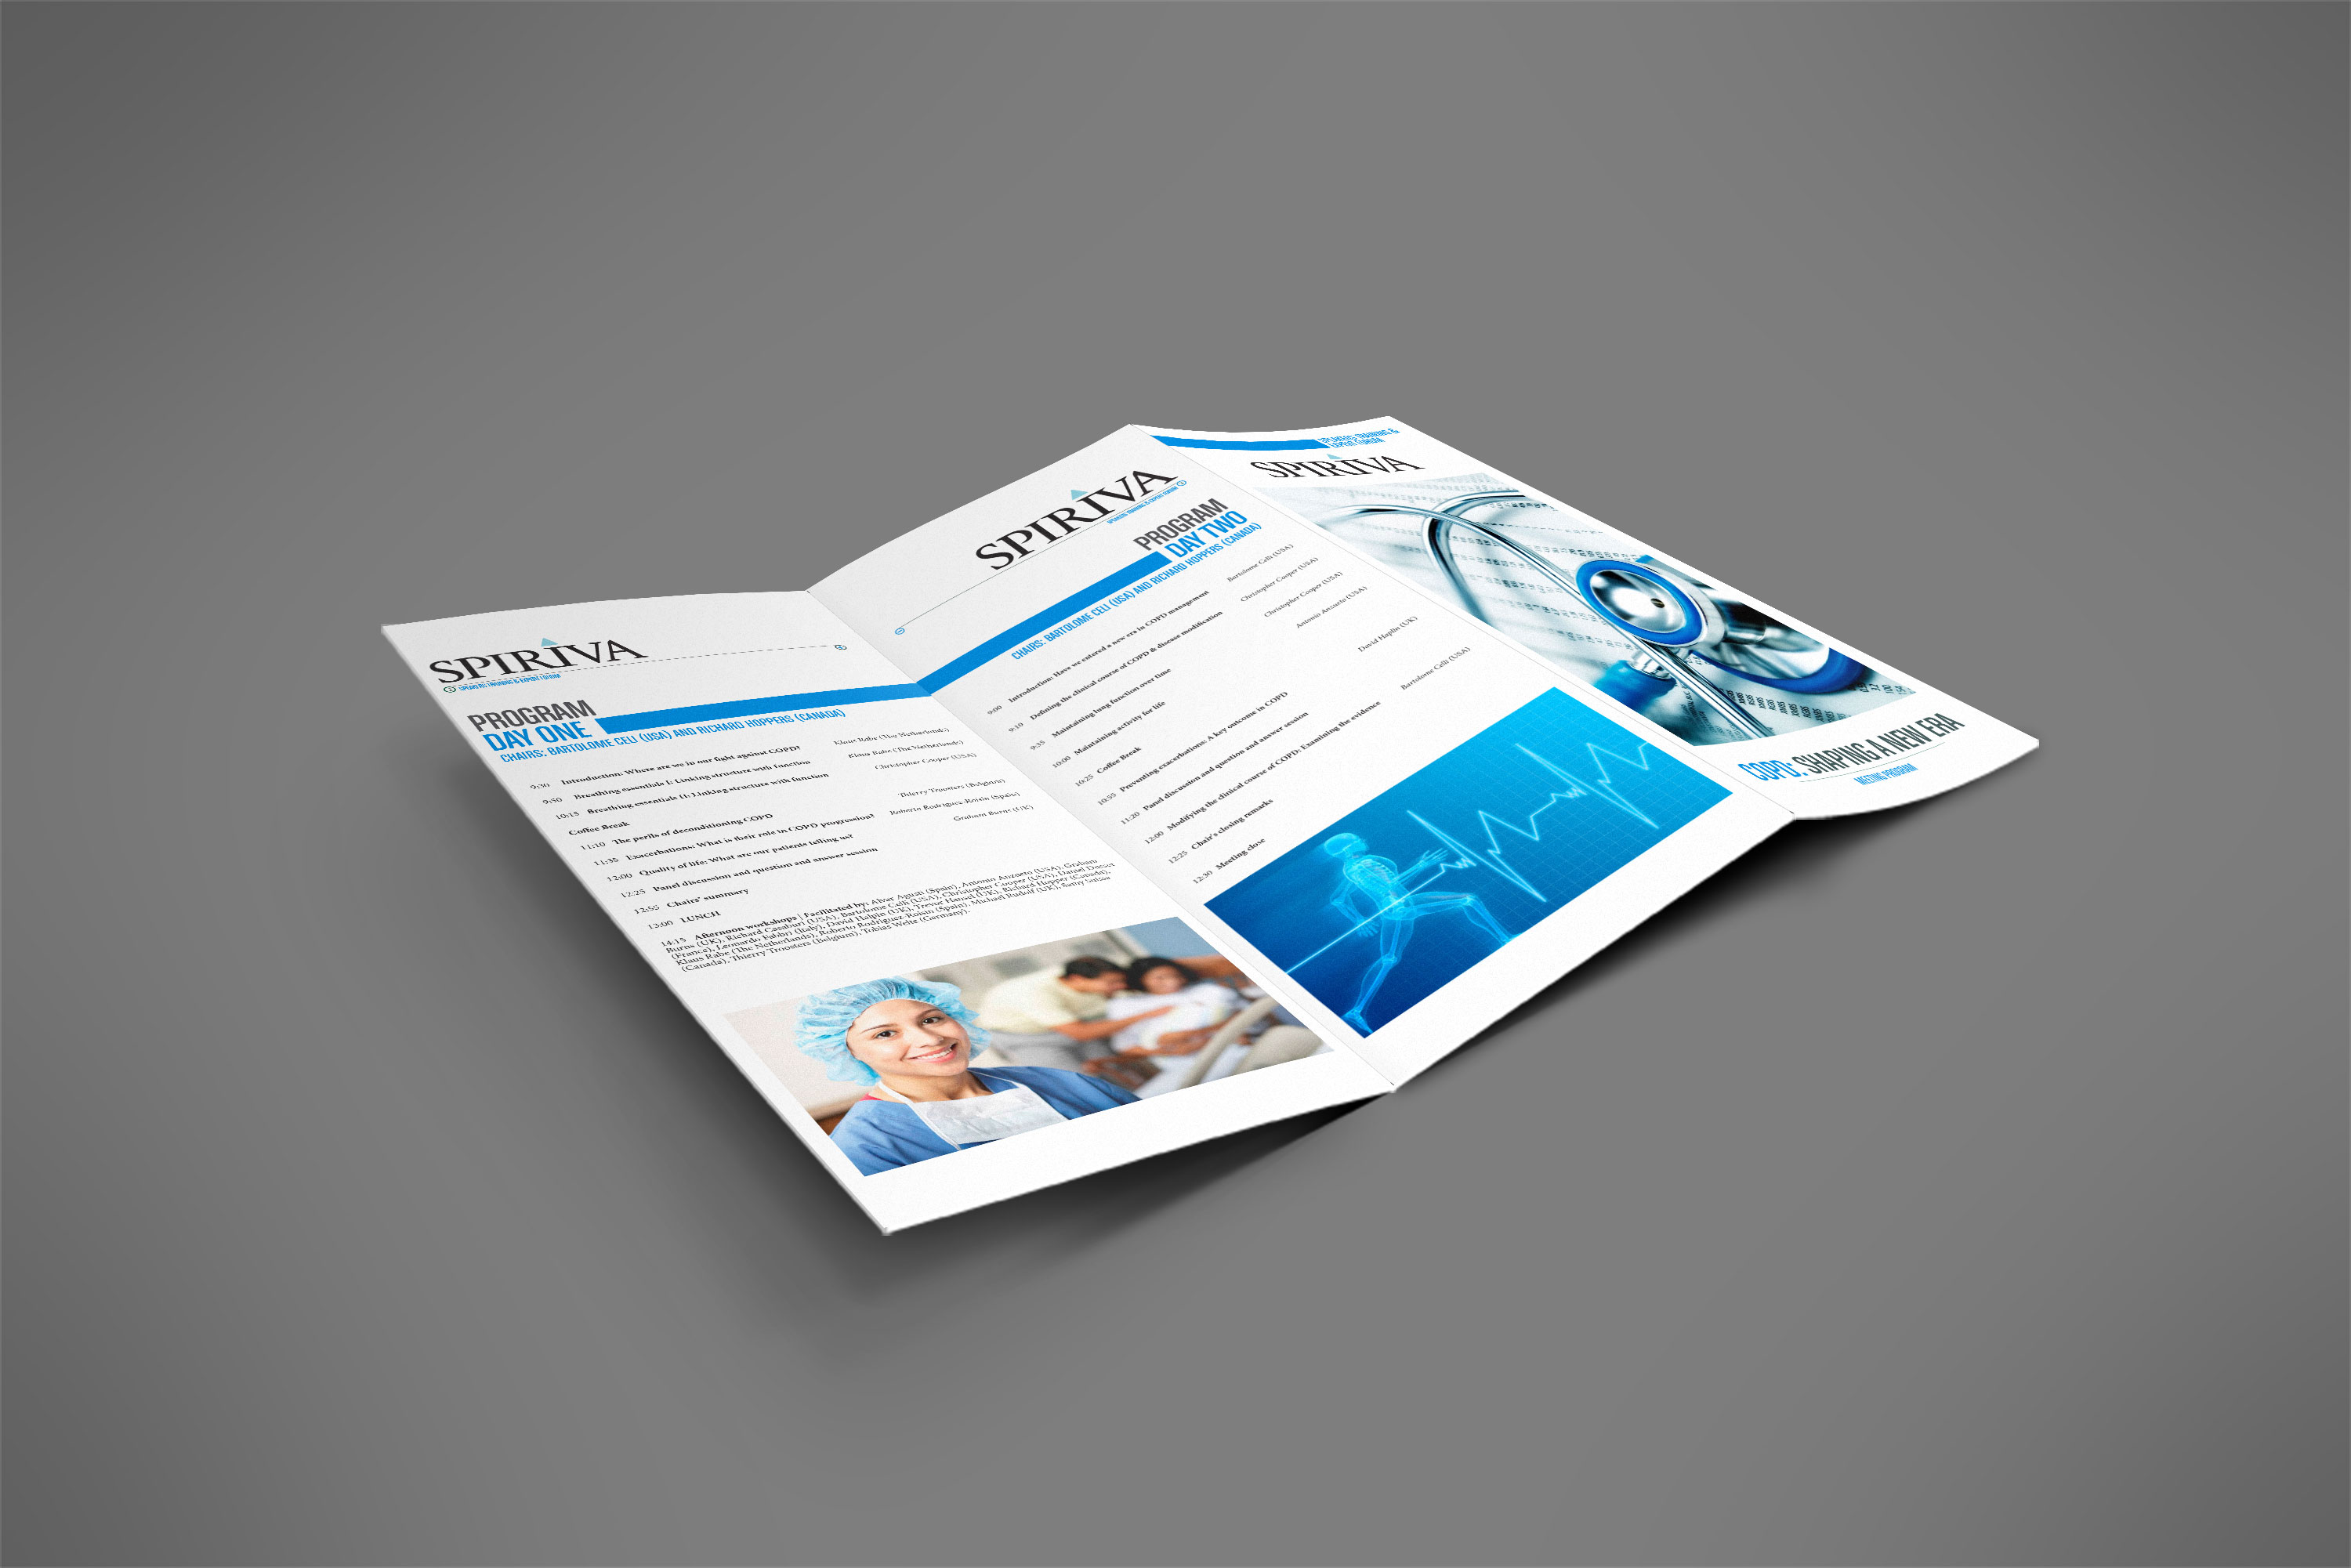 SPIRIVA
SPEAKERS TRAINING & EXPERT FORUM
PROGRAM
DAY ONE
CHAIRS: BARTOLOME CELI (USA) AND RICHARD HOPPERS (CANADA)
9:30 Introduction: Where are we in our fight against COPD? Klaus Rabe (The Netherlands)
9:50 Breathing essentials I: Linking structure with function Klaus Rabe (The Netherlands)
10:15 Breathing essentials II: Linking structure with function Christopher Cooper (USA)
Coffee Break
11:10 The perils of deconditioning COPD Thierry Troosters (Belgium)
11:35 Exacerbations: What is their role in COPD progression? Roberto Rodriguez-Roisin (Spain)
12:00 Quality of life: What are our patients telling us? Graham Burns (UK)
12:25 Panel discussion and question and answer session
12:55 Chairs' summary
13:00 LUNCH
14:15 Afternoon workshops | Facilitated by: Alvar Agusti (Spain), Antonio Anzueto (USA), Graham
Burns (UK), Richard Casaburi (USA), Bartolome Celli (USA), Christopher Cooper (USA), Daniel
(France), Leonardo Fabbri (Italy), David Halpin (UK), Trevor Hansel (UK), Richard Hopper (Canada),
Klaus Rabe (The Netherlands), Roberto Rodriguez-Roisin (Spain), Michael Rudolf (UK),
(Canada), Thierry Troosters (Belgium), Tobias Welte (Germany).
SPIRIVA
SPEAKERS TRAINING & EXPERT FORUM
PROGRAM
DAY TWO
CHAIRS: BARTOLOME CELI (USA) AND RICHARD HOPPERS (CANADA)
9:00 Introduction: Have we entered a new era in COPD management Bartolome Celli (USA)
9:10 Defining the clinical course of COPD & disease modification Christopher Cooper (USA)
9:35 Maintaining lung function over time Christopher Cooper (USA)
10:00 Maintaining activity for life Antonio Anzueto (USA)
10:25 Coffee Break
10:55 Preventing exacerbations: A key outcome in COPD David Haplin (UK)
11:20 Panel discussion and question and answer session
12:00 Modifying the clinical course of COPD: Examining the evidence Bartolome Celli (USA)
12:25 Chair's closing remarks
12:30 Meeting close
SPEAKERS TRAINING &
EXPERT FORUM
SPIRIVA
COPD: SHAPING A NEW ERA
MEETING PROGRAM